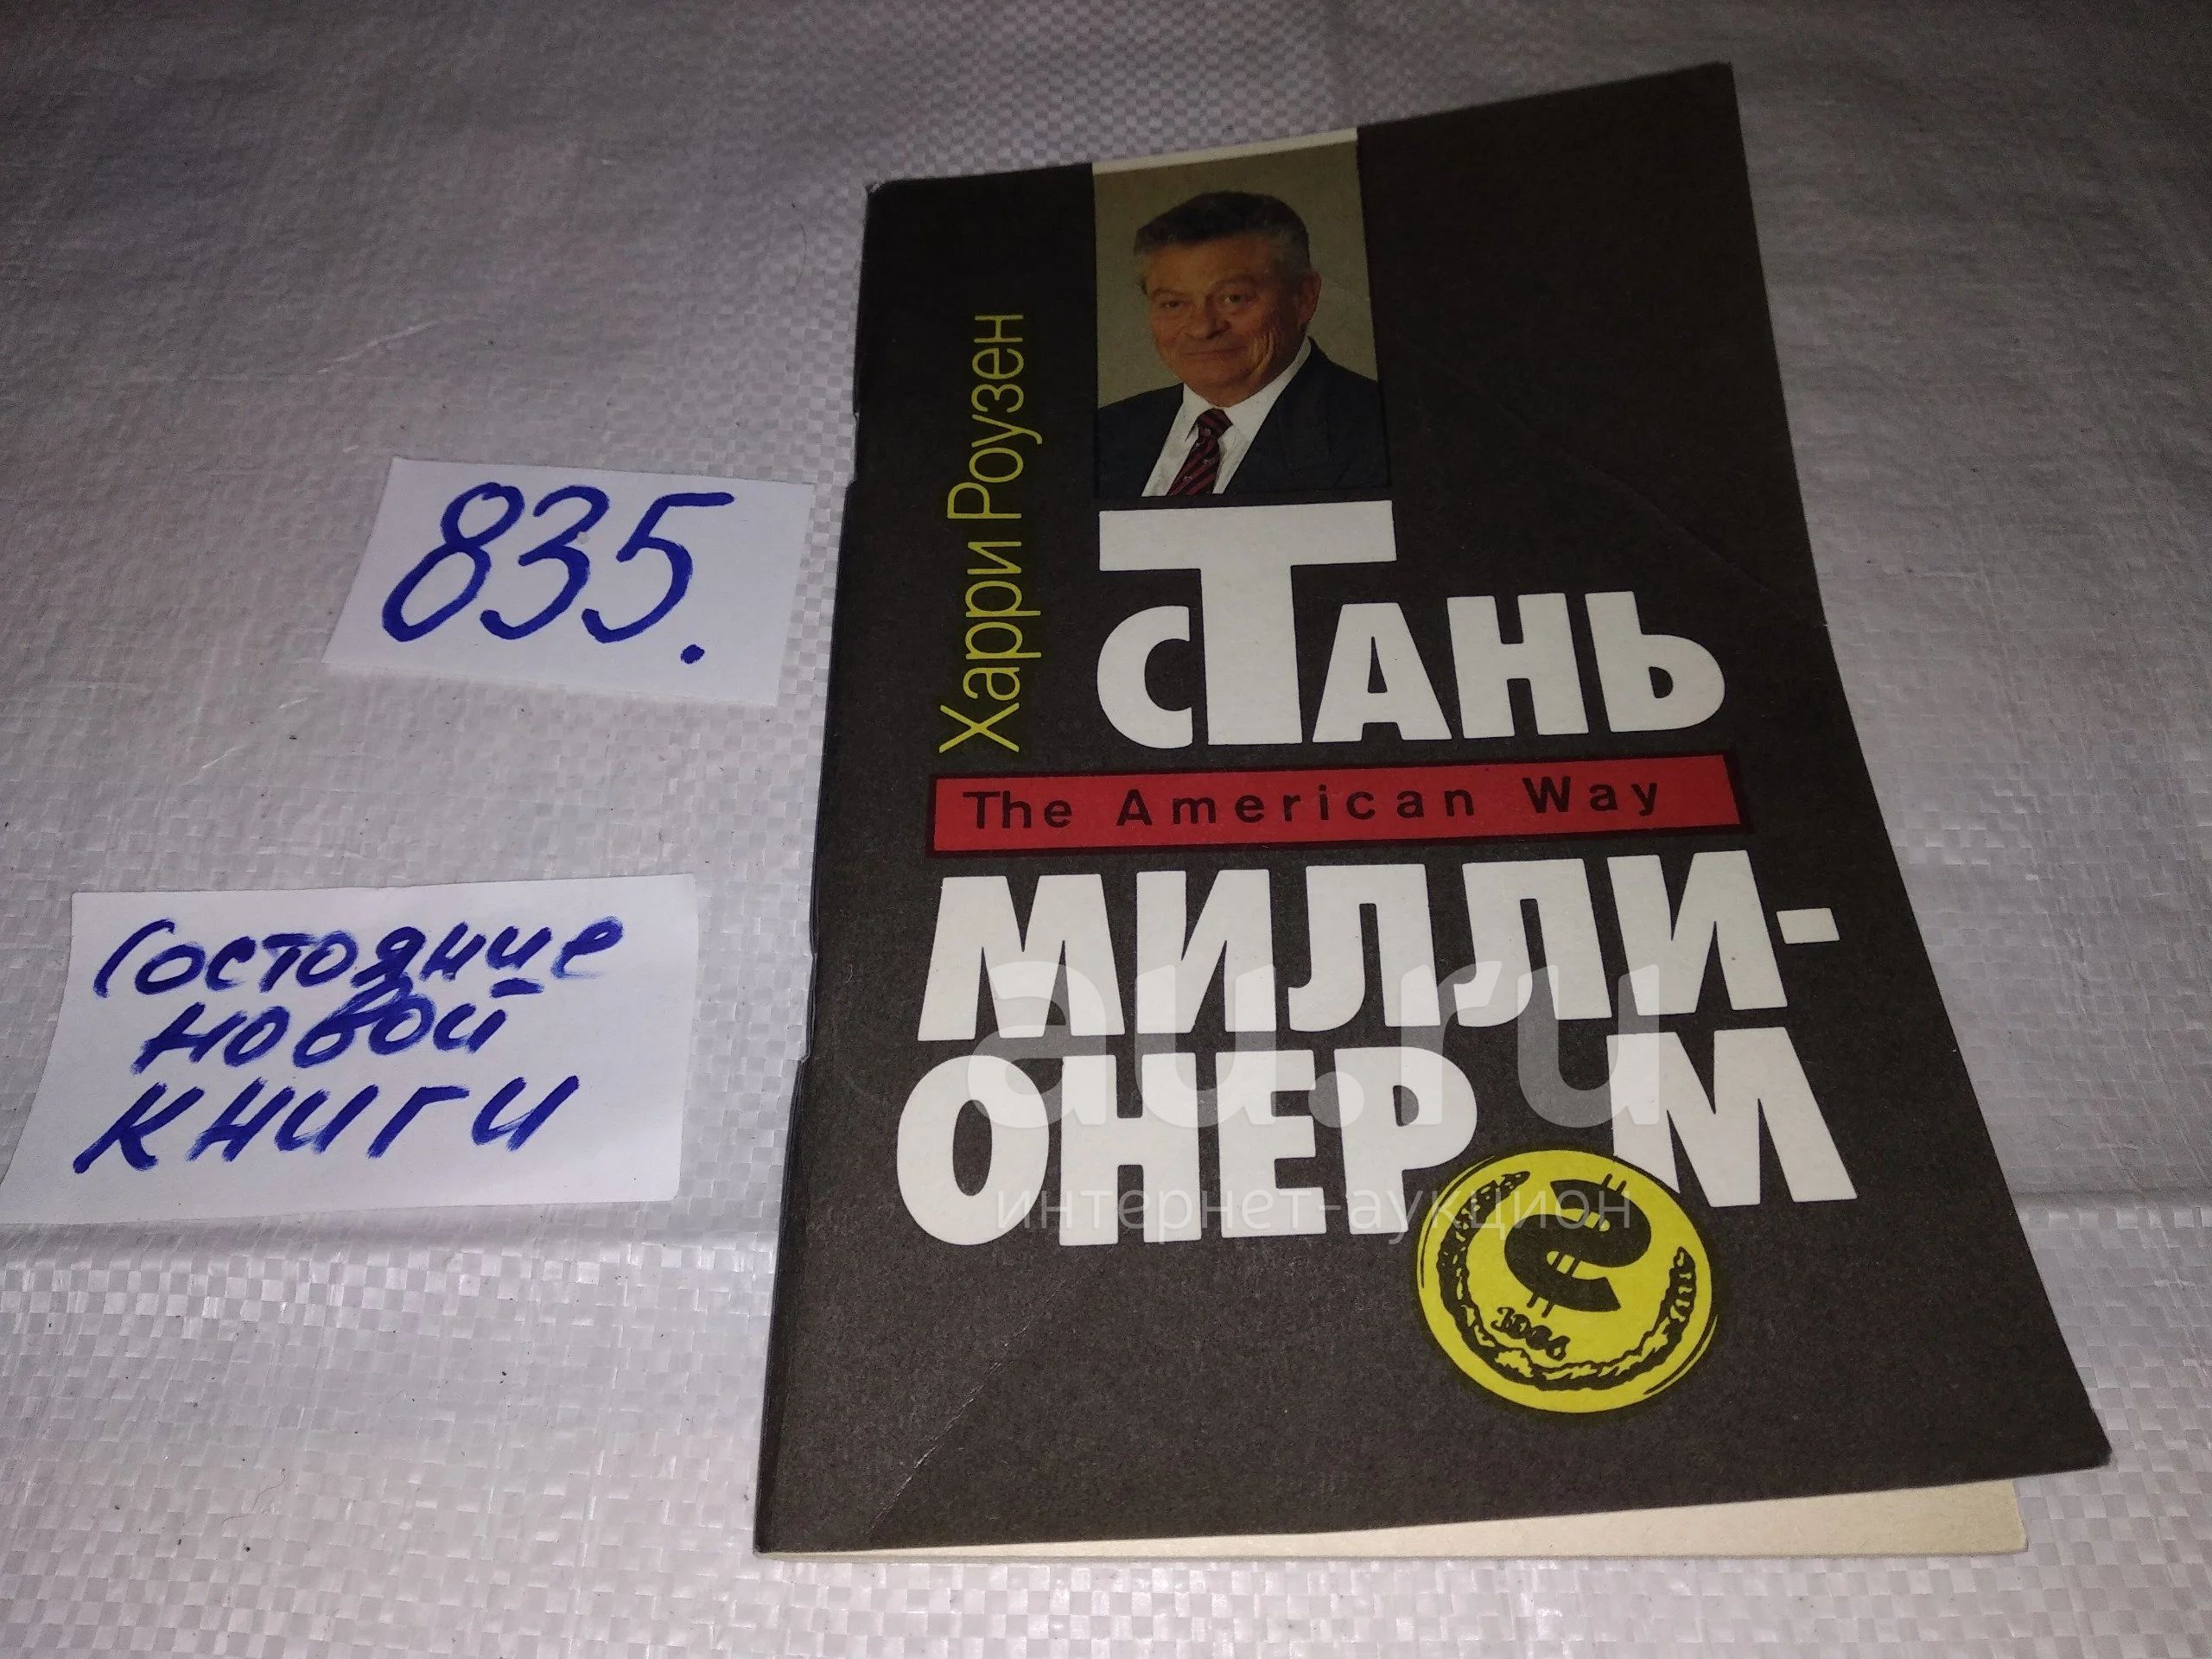 835.
Состояние
новой
книги
Харри Роузен
сТань
The American Way
милли-
онером
au.ru
интернет-аукцион